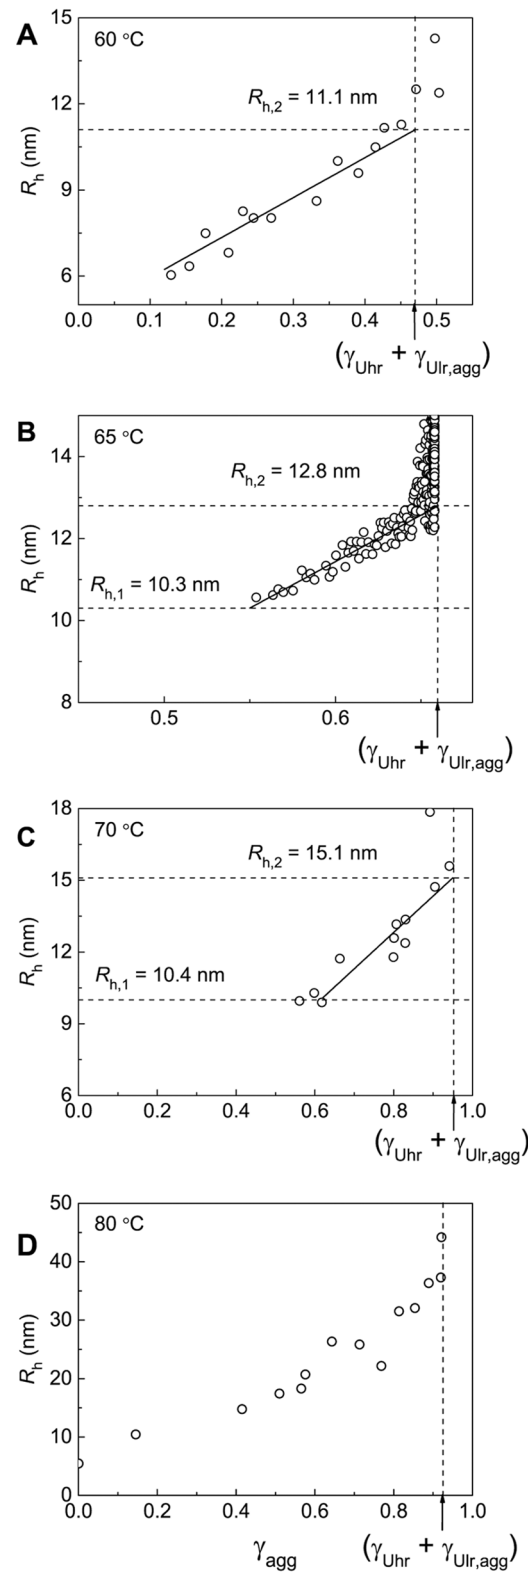 A
60 °C
15
12
9
6
R_h (nm)
R_h,2 = 11.1 nm
0.0 0.1 0.2 0.3 0.4 0.5
(γ_Uhr + γ_Ulr,agg)
B
65 °C
14
12
10
8
R_h (nm)
R_h,2 = 12.8 nm
R_h,1 = 10.3 nm
0.5 0.6
(γ_Uhr + γ_Ulr,agg)
C
70 °C
18
15
12
9
6
R_h (nm)
R_h,2 = 15.1 nm
R_h,1 = 10.4 nm
0.0 0.2 0.4 0.6 0.8 1.0
(γ_Uhr + γ_Ulr,agg)
D
80 °C
50
40
30
20
10
0
R_h (nm)
0.0 0.2 0.4 0.6 0.8 1.0
γ_agg (γ_Uhr + γ_Ulr,agg)